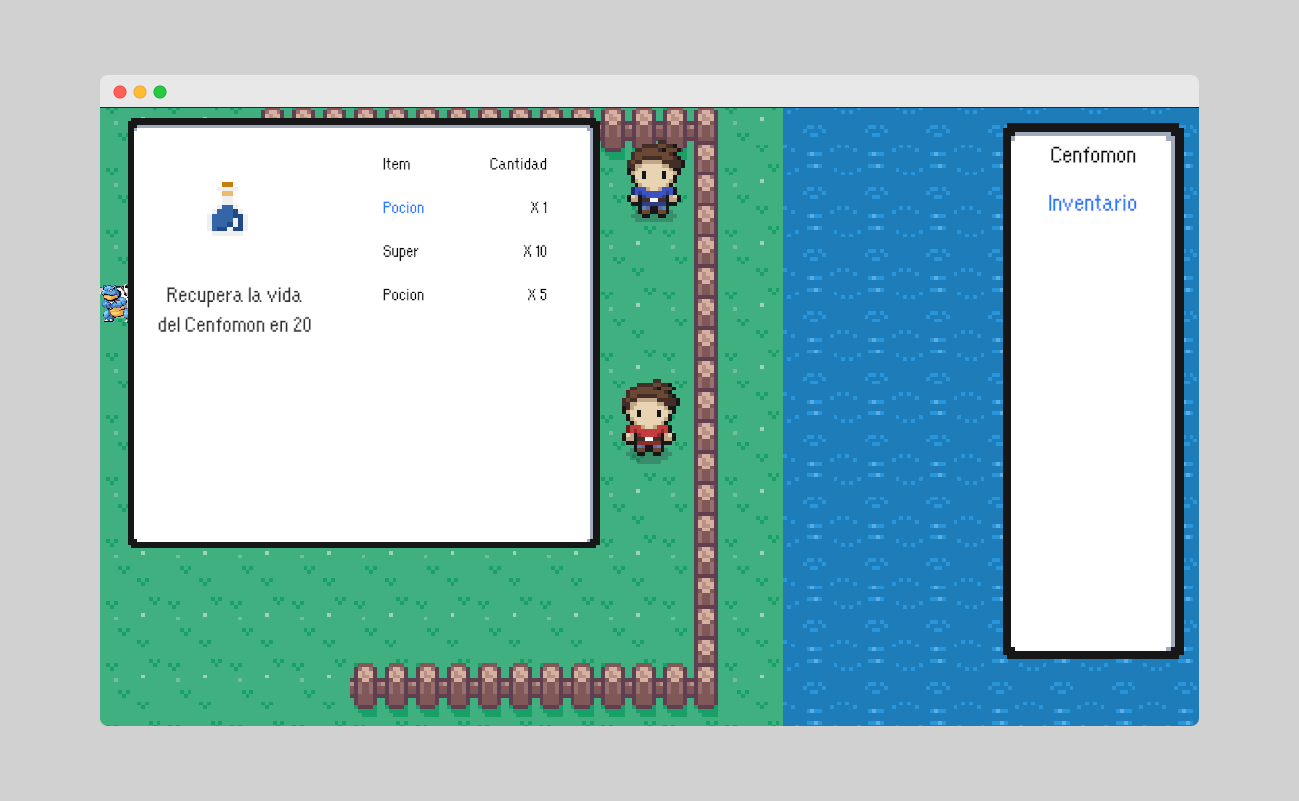 Item Cantidad
Pocion X 1
Super X 10
Pocion X 5
Recupera la vida
del Cenfomon en 20
Cenfomon
Inventario